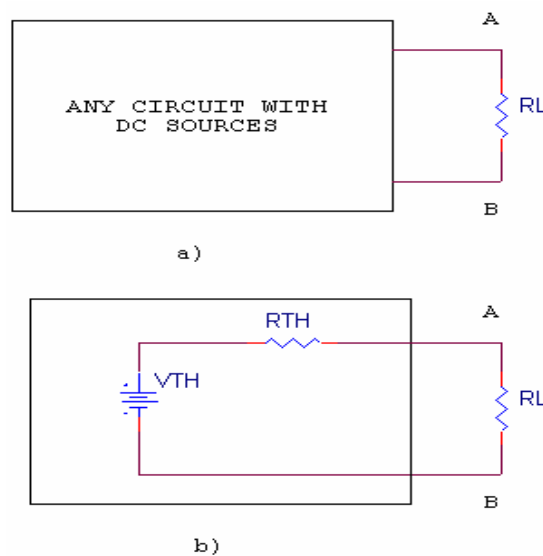 A
ANY CIRCUIT WITH
DC SOURCES
RL
B
a)
RTH
A
VTH
RL
B
b)